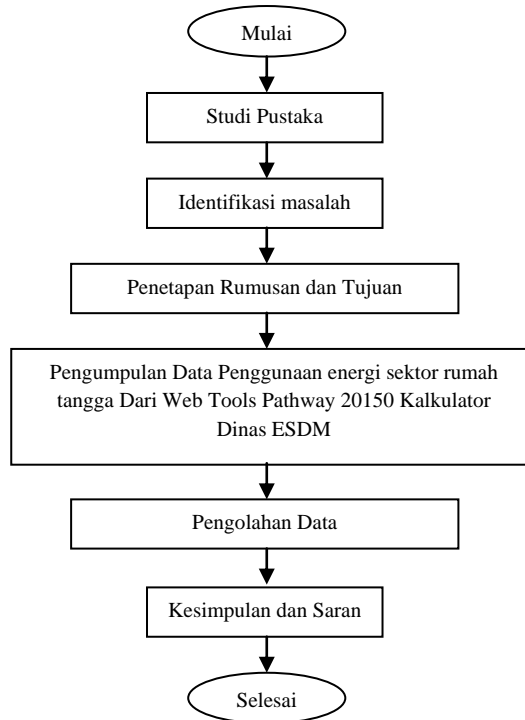 Mulai
Studi Pustaka
Identifikasi masalah
Penetapan Rumusan dan Tujuan
Pengumpulan Data Penggunaan energi sektor rumah
tangga Dari Web Tools Pathway 20150 Kalkulator
Dinas ESDM
Pengolahan Data
Kesimpulan dan Saran
Selesai